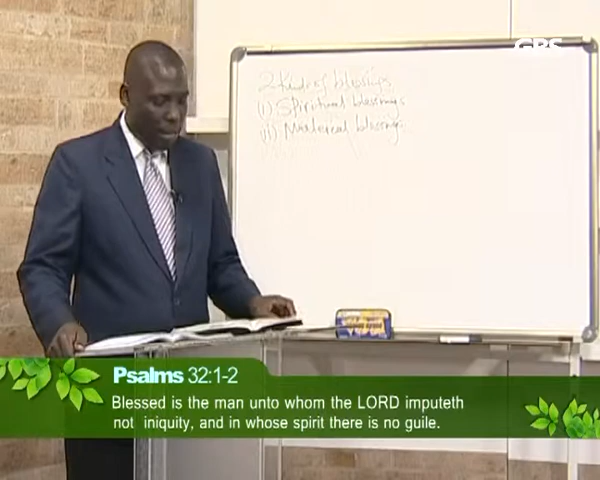 GBS
2 Kinds of blessings
(i) Spiritual blessings
(ii) Material blessings
Psalms 32:1-2
Blessed is the man unto whom the LORD imputeth
not iniquity, and in whose spirit there is no guile.